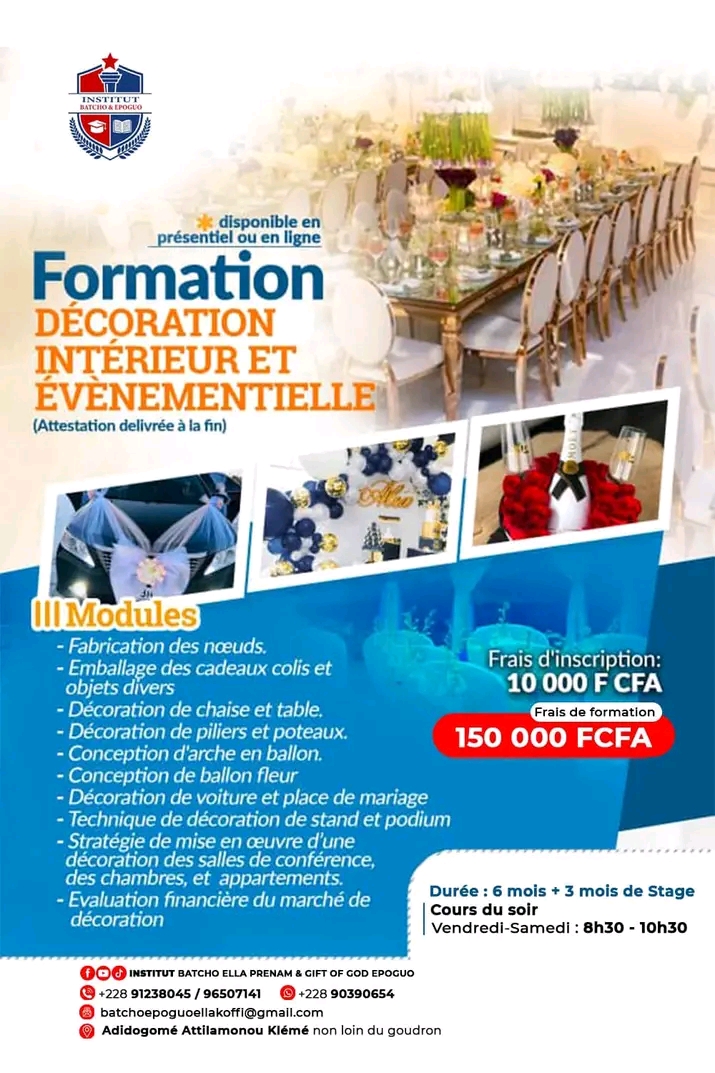 INSTITUT
BATCHO & EPOGUO
* disponible en
présentiel ou en ligne
Formation
DÉCORATION
INTÉRIEUR ET
ÉVÈNEMENTIELLE
(Attestation delivrée à la fin)
MOËT
Modules
- Fabrication des nœuds.
- Emballage des cadeaux colis et
objets divers
- Décoration de chaise et table.
- Décoration de piliers et poteaux.
- Conception d'arche en ballon.
- Conception de ballon fleur
- Décoration de voiture et place de mariage
- Technique de décoration de stand et podium
- Stratégie de mise en œuvre d'une
décoration des salles de conférence,
des chambres, et appartements.
- Evaluation financière du marché de
décoration
Frais d'inscription:
10 000 F CFA
Frais de formation
150 000 FCFA
Durée : 6 mois + 3 mois de Stage
Cours du soir
Vendredi-Samedi : 8h30 - 10h30
INSTITUT BATCHO ELLA PRENAM & GIFT OF GOD EPOGUO
+228 91238045 / 96507141 +228 90390654
batchoepoguoellakoffi@gmail.com
Adidogomé Attilamonou Klémé non loin du goudron